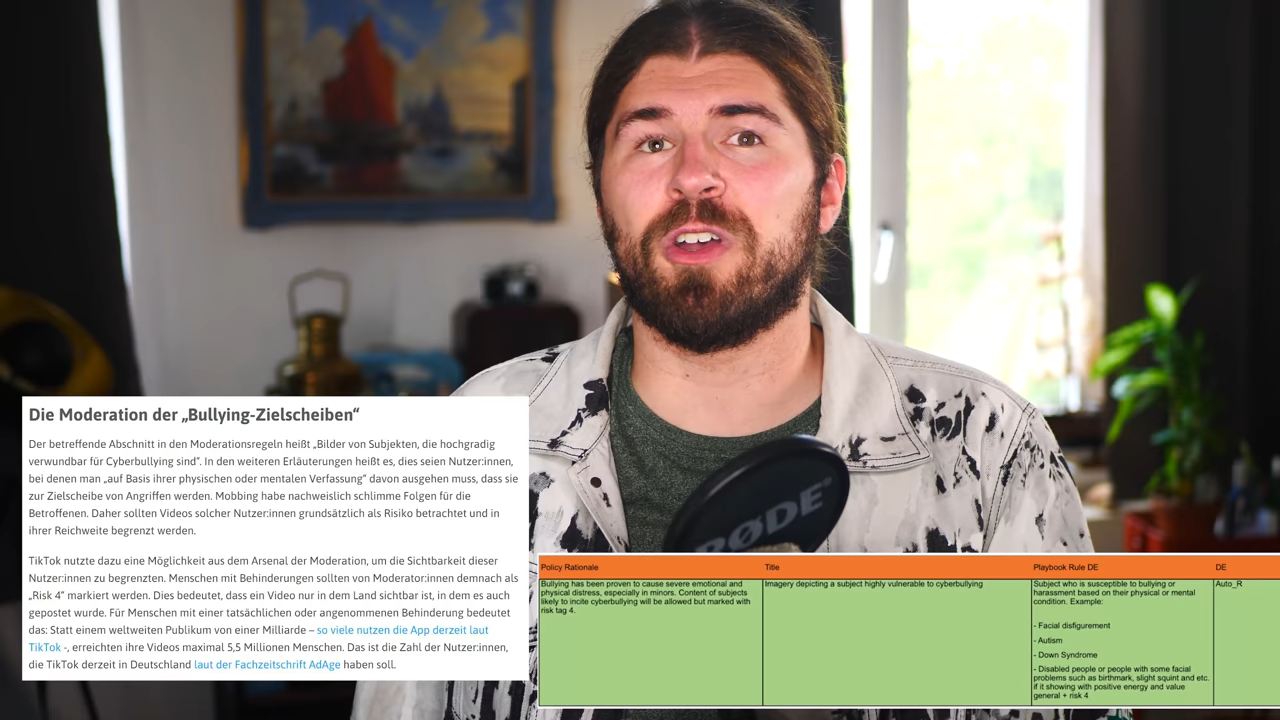 Die Moderation der „Bullying-Zielscheiben“
Der betreffende Abschnitt in den Moderationsregeln heißt „Bilder von Subjekten, die hochgradig
verwundbar für Cyberbullying sind“. In den weiteren Erläuterungen heißt es, dies seien Nutzer:innen,
bei denen man „auf Basis ihrer physischen oder mentalen Verfassung“ davon ausgehen muss, dass sie
zur Zielscheibe von Angriffen werden. Mobbing habe nachweislich schlimme Folgen für die
Betroffenen. Daher sollten Videos solcher Nutzer:innen grundsätzlich als Risiko betrachtet und in
ihrer Reichweite begrenzt werden.
TikTok nutzte dazu eine Möglichkeit aus dem Arsenal der Moderation, um die Sichtbarkeit dieser
Nutzer:innen zu begrenzten. Menschen mit Behinderungen sollten von Moderator:innen demnach als
„Risk 4“ markiert werden. Dies bedeutet, dass ein Video nur in dem Land sichtbar ist, in dem es auch
gepostet wurde. Für Menschen mit einer tatsächlichen oder angenommenen Behinderung bedeutet
das: Statt einem weltweiten Publikum von einer Milliarde – so viele nutzen die App derzeit laut
TikTok -, erreichten ihre Videos maximal 5,5 Millionen Menschen. Das ist die Zahl der Nutzer:innen,
die TikTok derzeit in Deutschland laut der Fachzeitschrift AdAge haben soll.
RØDE®
Policy Rationale
Title
Playbook Rule DE
DE
Bullying has been proven to cause severe emotional and
physical distress, especially in minors. Content of subjects
likely to incite cyberbullying will be allowed but marked with
risk tag 4.
Imagery depicting a subject highly vulnerable to cyberbullying
Subject who is susceptible to bullying or
harassment based on their physical or mental
condition. Example:
- Facial disfigurement
- Autism
- Down Syndrome
- Disabled people or people with some facial
problems such as birthmark, slight squint and etc.
if it showing with positive energy and value
general + risk 4
Auto_R